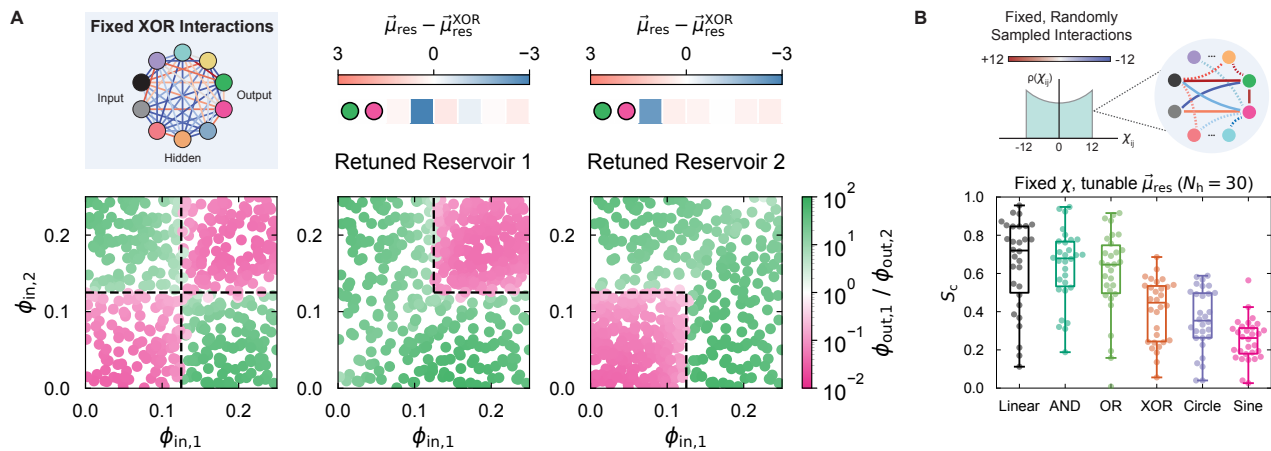 A
Fixed XOR Interactions
Input
Output
Hidden
μ⃗res − μ⃗resXOR
3 0 −3
Retuned Reservoir 1
μ⃗res − μ⃗resXOR
3 0 −3
Retuned Reservoir 2
ϕin,2
0.2
0.1
0.0
0.0 0.1 0.2
ϕin,1
0.2
0.1
0.0
0.0 0.1 0.2
ϕin,1
0.2
0.1
0.0
0.0 0.1 0.2
ϕin,1
10²
10¹
10⁰
10⁻¹
10⁻²
ϕout,1 / ϕout,2
B
Fixed, Randomly
Sampled Interactions
+12 -12
ρ(χij)
-12 0 12
χij
...
...
Fixed χ, tunable μ⃗res (Nh = 30)
Sc
1.0
0.8
0.6
0.4
0.2
0.0
Linear AND OR XOR Circle Sine